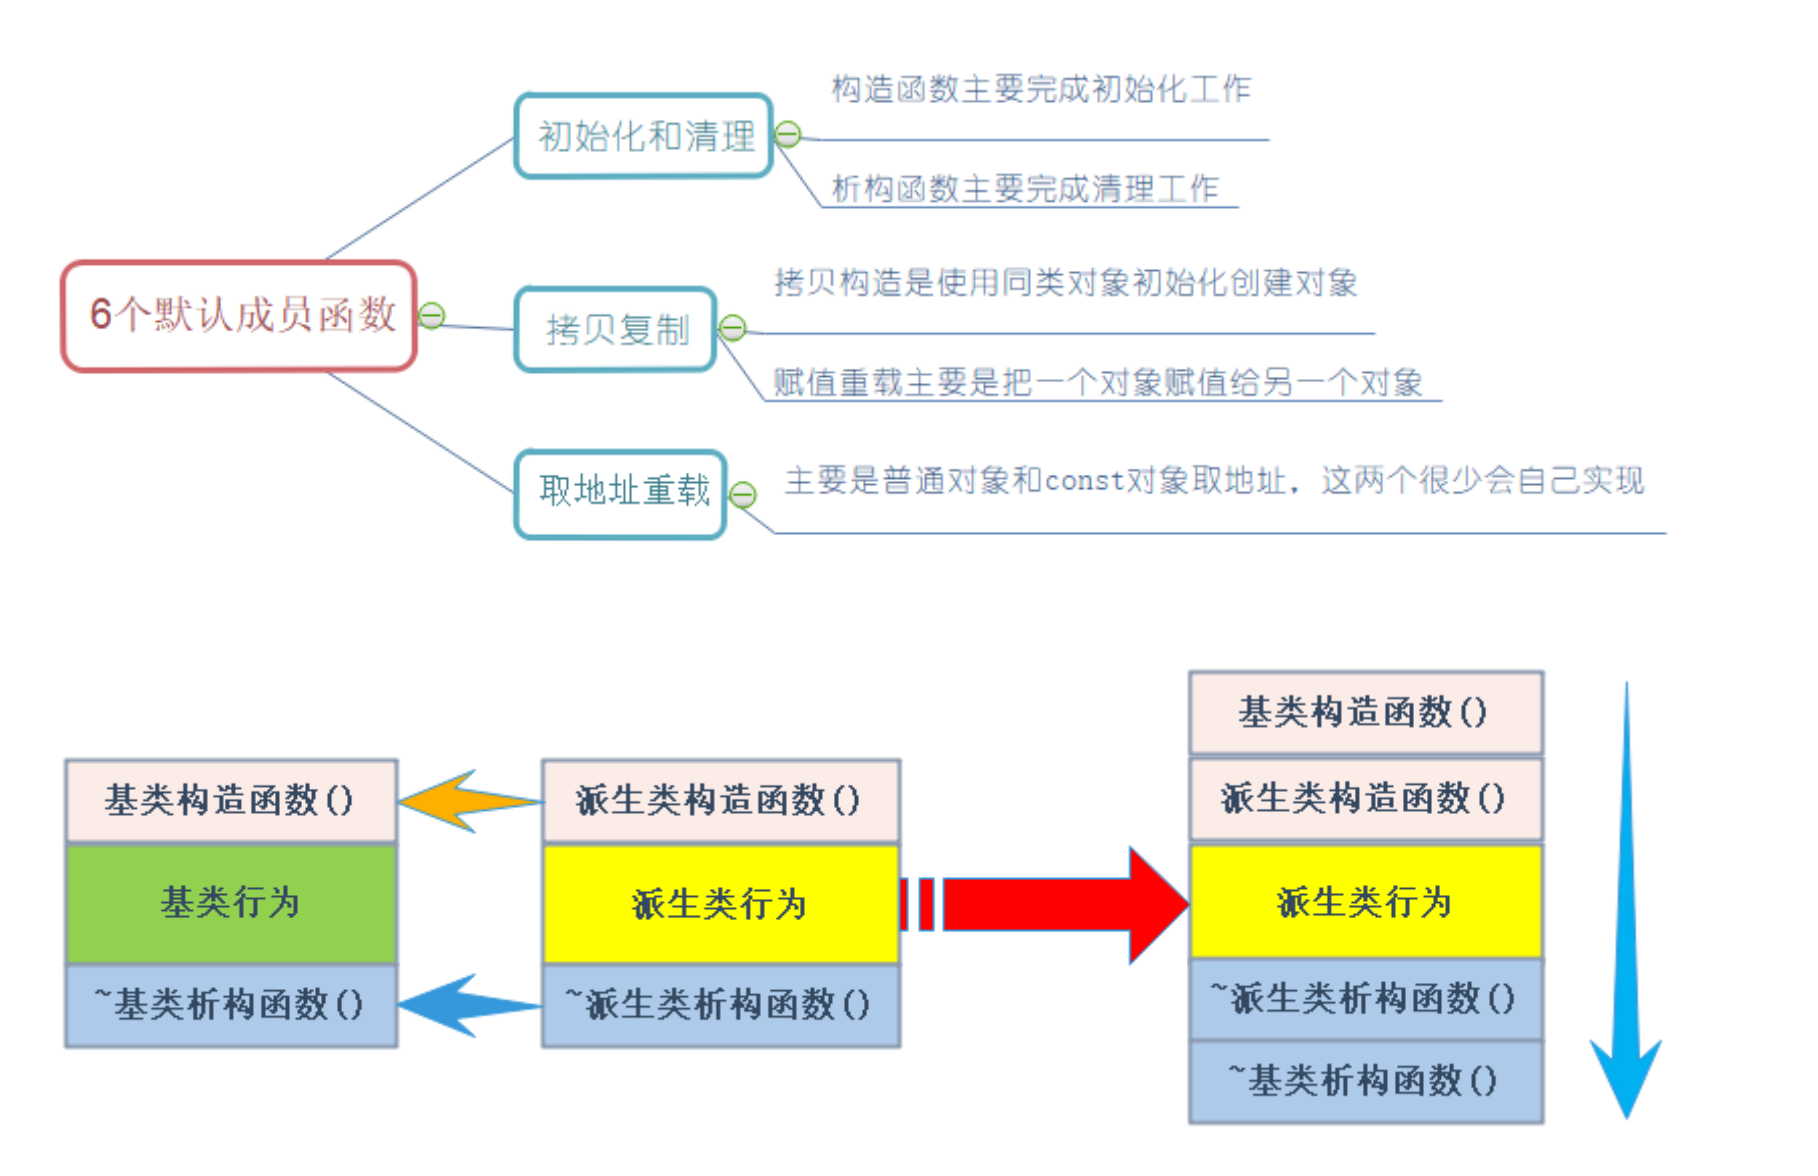 构造函数主要完成初始化工作
初始化和清理
析构函数主要完成清理工作
拷贝构造是使用同类对象初始化创建对象
6个默认成员函数
拷贝复制
赋值重载主要是把一个对象赋值给另一个对象
取地址重载
主要是普通对象和const对象取地址，这两个很少会自己实现
基类构造函数()
基类行为
~基类析构函数()
派生类构造函数()
派生类行为
~派生类析构函数()
基类构造函数()
派生类构造函数()
派生类行为
~派生类析构函数()
~基类析构函数()